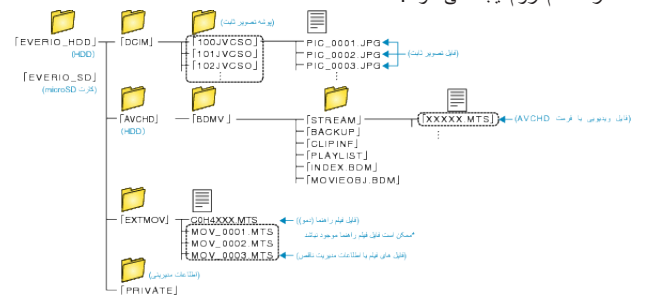 (پوشه تصویر ثابت)
[EVERIO_HDD]
(HDD)
[DCIM]
[100JVCSO]
[101JVCSO]
[102JVCSO]
PIC_0001.JPG
PIC_0002.JPG
PIC_0003.JPG
(فایل تصویر ثابت)
[EVERIO_SD]
(کارت microSD)
[AVCHD]
(HDD)
[BDMV]
[STREAM]
[BACKUP]
[CLIPINF]
[PLAYLIST]
[INDEX.BDM]
[MOVIEOBJ.BDM]
[XXXXX.MTS]
(فایل ویدیویی با فرمت AVCHD)
[EXTMOV]
G0H4XXX.MTS
(فایل فیلم راهنما (دمو))
MOV_0001.MTS
*ممکن است فایل فیلم راهنما موجود نباشد
MOV_0002.MTS
MOV_0003.MTS
(فایل های فیلم با اطلاعات مدیریت ناقص)
(اطلاعات مدیریتی)
[PRIVATE]